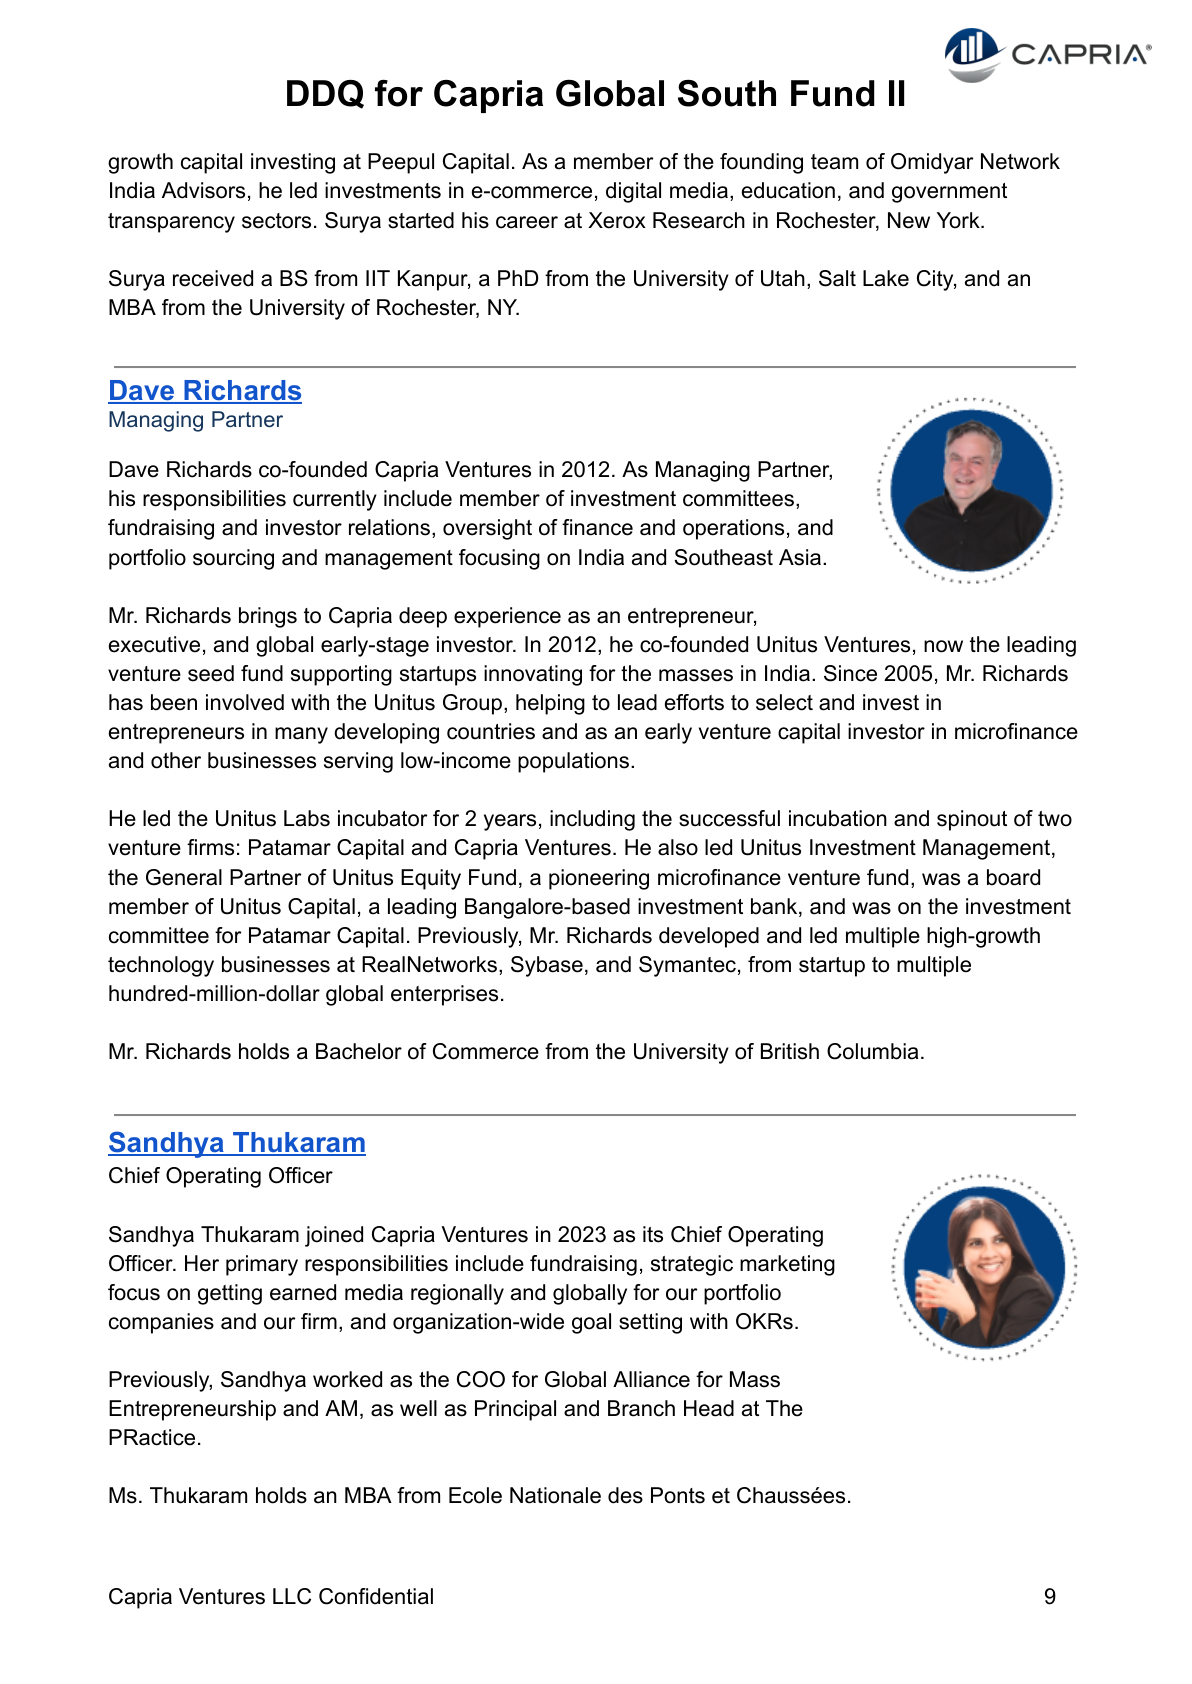 CAPRIA®
DDQ for Capria Global South Fund II
growth capital investing at Peepul Capital. As a member of the founding team of Omidyar Network
India Advisors, he led investments in e-commerce, digital media, education, and government
transparency sectors. Surya started his career at Xerox Research in Rochester, New York.
Surya received a BS from IIT Kanpur, a PhD from the University of Utah, Salt Lake City, and an
MBA from the University of Rochester, NY.
Dave Richards
Managing Partner
Dave Richards co-founded Capria Ventures in 2012. As Managing Partner,
his responsibilities currently include member of investment committees,
fundraising and investor relations, oversight of finance and operations, and
portfolio sourcing and management focusing on India and Southeast Asia.
Mr. Richards brings to Capria deep experience as an entrepreneur,
executive, and global early-stage investor. In 2012, he co-founded Unitus Ventures, now the leading
venture seed fund supporting startups innovating for the masses in India. Since 2005, Mr. Richards
has been involved with the Unitus Group, helping to lead efforts to select and invest in
entrepreneurs in many developing countries and as an early venture capital investor in microfinance
and other businesses serving low-income populations.
He led the Unitus Labs incubator for 2 years, including the successful incubation and spinout of two
venture firms: Patamar Capital and Capria Ventures. He also led Unitus Investment Management,
the General Partner of Unitus Equity Fund, a pioneering microfinance venture fund, was a board
member of Unitus Capital, a leading Bangalore-based investment bank, and was on the investment
committee for Patamar Capital. Previously, Mr. Richards developed and led multiple high-growth
technology businesses at RealNetworks, Sybase, and Symantec, from startup to multiple
hundred-million-dollar global enterprises.
Mr. Richards holds a Bachelor of Commerce from the University of British Columbia.
Sandhya Thukaram
Chief Operating Officer
Sandhya Thukaram joined Capria Ventures in 2023 as its Chief Operating
Officer. Her primary responsibilities include fundraising, strategic marketing
focus on getting earned media regionally and globally for our portfolio
companies and our firm, and organization-wide goal setting with OKRs.
Previously, Sandhya worked as the COO for Global Alliance for Mass
Entrepreneurship and AM, as well as Principal and Branch Head at The
PRactice.
Ms. Thukaram holds an MBA from Ecole Nationale des Ponts et Chaussées.
Capria Ventures LLC Confidential 9